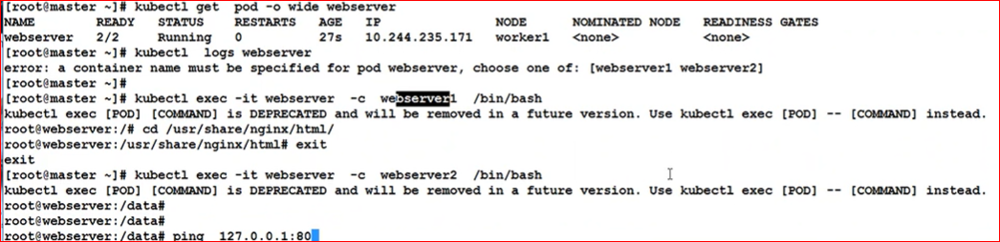 [root@master ~]# kubectl get  pod -o wide webserver
NAME        READY   STATUS    RESTARTS   AGE   IP               NODE      NOMINATED NODE   READINESS GATES
webserver   2/2     Running   0          27s   10.244.235.171   worker1   <none>           <none>
[root@master ~]# kubectl  logs webserver
error: a container name must be specified for pod webserver, choose one of: [webserver1 webserver2]
[root@master ~]#
[root@master ~]# kubectl exec -it webserver  -c  webserver1  /bin/bash
kubectl exec [POD] [COMMAND] is DEPRECATED and will be removed in a future version. Use kubectl exec [POD] -- [COMMAND] instead.
root@webserver:/# cd /usr/share/nginx/html/
root@webserver:/usr/share/nginx/html# exit
exit
[root@master ~]# kubectl exec -it webserver  -c  webserver2  /bin/bash
kubectl exec [POD] [COMMAND] is DEPRECATED and will be removed in a future version. Use kubectl exec [POD] -- [COMMAND] instead.
root@webserver:/data#
root@webserver:/data#
root@webserver:/data# ping  127.0.0.1:80